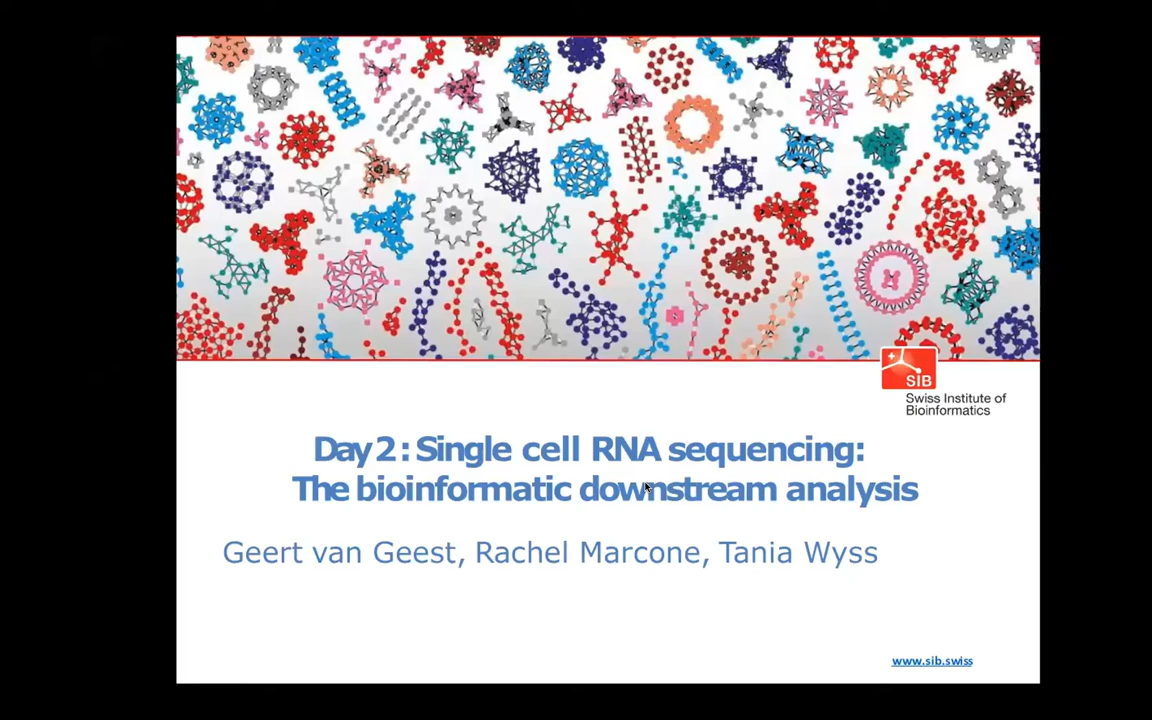 SIB
Swiss Institute of
Bioinformatics
Day 2: Single cell RNA sequencing:
The bioinformatic downstream analysis
Geert van Geest, Rachel Marcone, Tania Wyss
www.sib.swiss